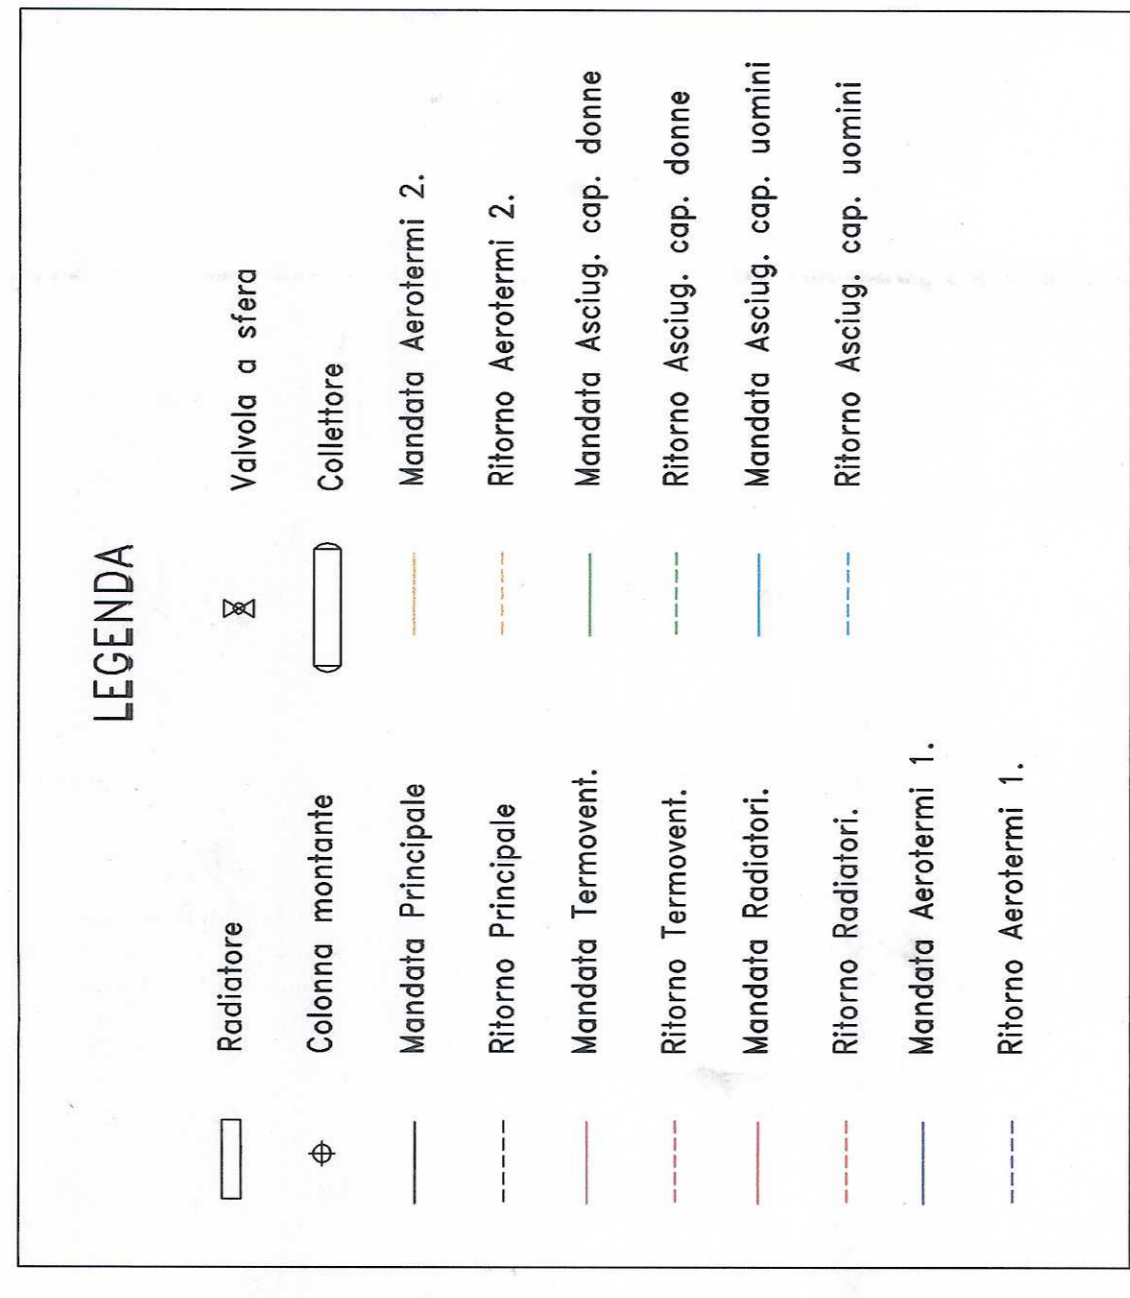 LEGENDA
Radiatore
Colonna montante
Mandata Principale
Ritorno Principale
Mandata Termovent.
Ritorno Termovent.
Mandata Radiatori.
Ritorno Radiatori.
Mandata Aerotermi 1.
Ritorno Aerotermi 1.
Valvola a sfera
Collettore
Mandata Aerotermi 2.
Ritorno Aerotermi 2.
Mandata Asciug. cap. donne
Ritorno Asciug. cap. donne
Mandata Asciug. cap. uomini
Ritorno Asciug. cap. uomini